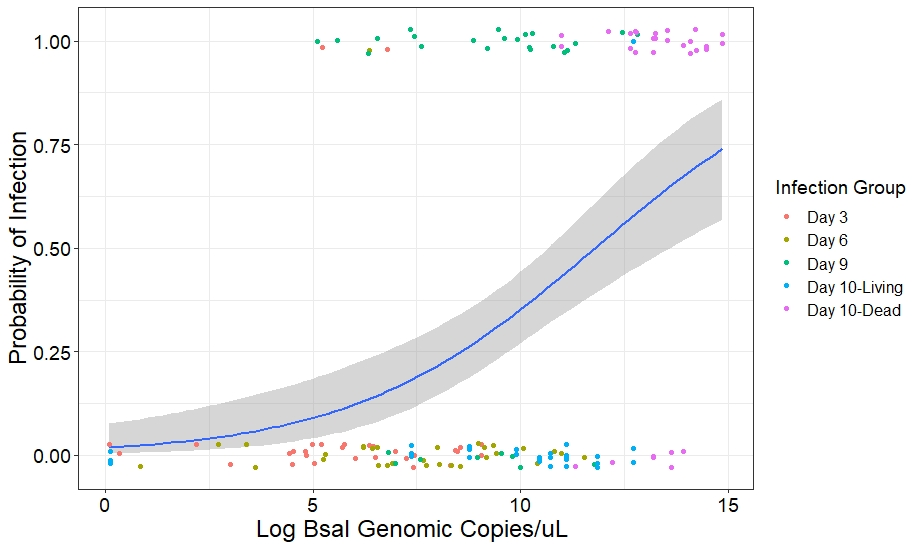 1.00
0.75
0.50
0.25
0.00
Probability of Infection
0
5
10
15
Log Bsal Genomic Copies/uL
Infection Group
Day 3
Day 6
Day 9
Day 10-Living
Day 10-Dead